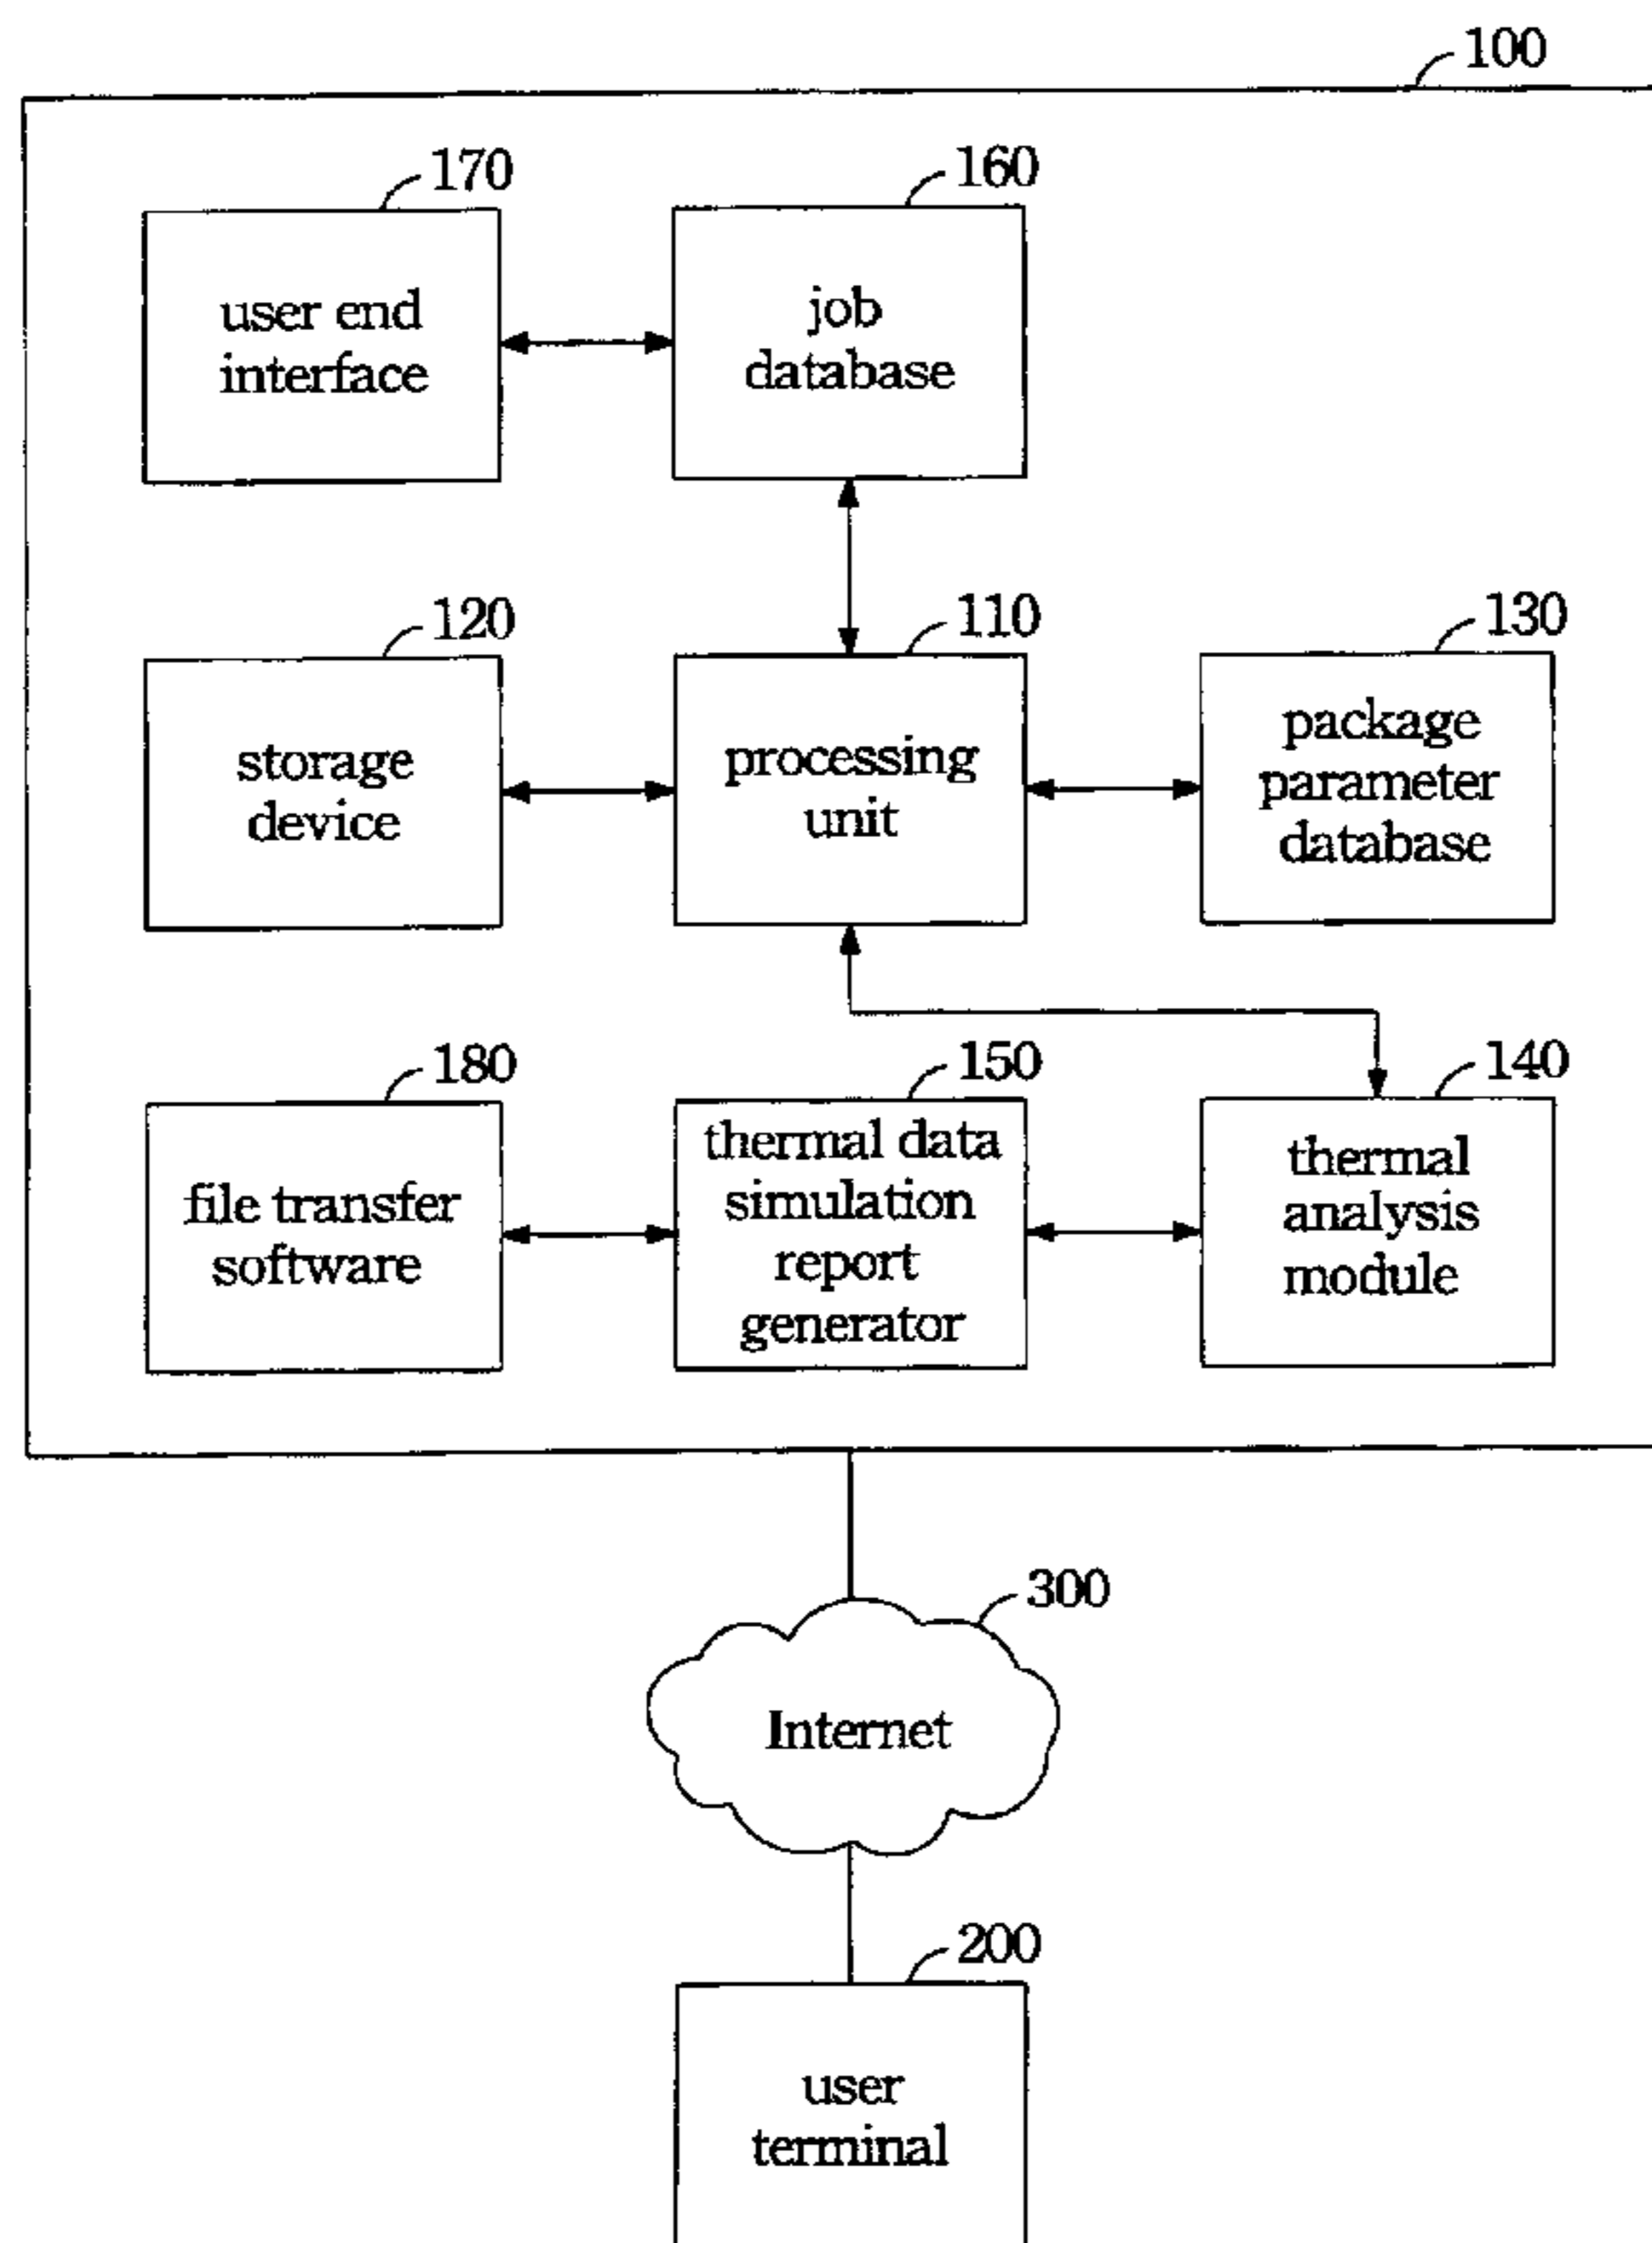 100
170
160
user end
interface
job
database
120
110
130
storage
device
processing
unit
package
parameter
database
180
150
140
file transfer
software
thermal data
simulation
report
generator
thermal
analysis
module
300
Internet
200
user
terminal